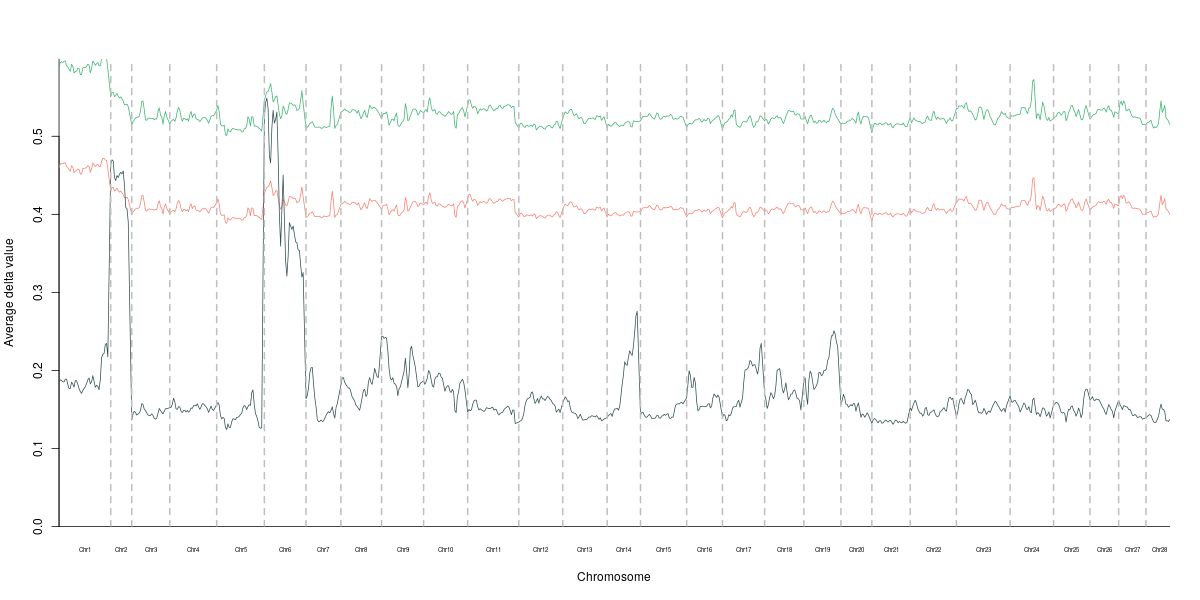 Average delta value
0.5
0.4
0.3
0.2
0.1
0.0
Chr1 Chr2 Chr3 Chr4 Chr5 Chr6 Chr7 Chr8 Chr9 Chr10 Chr11 Chr12 Chr13 Chr14 Chr15 Chr16 Chr17 Chr18 Chr19 Chr20 Chr21 Chr22 Chr23 Chr24 Chr25 Chr26 Chr27 Chr28
Chromosome